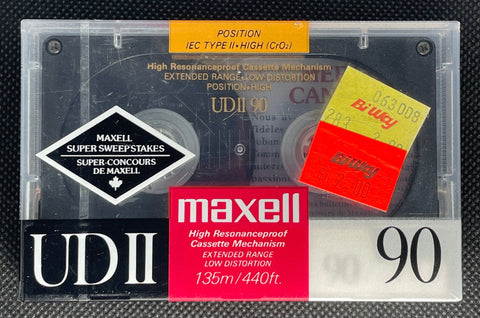 POSITION
IEC TYPE II • HIGH (CrO₂)
High Resonanceproof Cassette Mechanism
EXTENDED RANGE • LOW DISTORTION
POSITION • HIGH
UD II 90
MAXELL
SUPER SWEEPSTAKES
SUPER-CONCOURS
DE MAXELL
063008
BiWay
BiWay
maxell
High Resonanceproof
Cassette Mechanism
EXTENDED RANGE
LOW DISTORTION
135m/440ft.
UD II
90